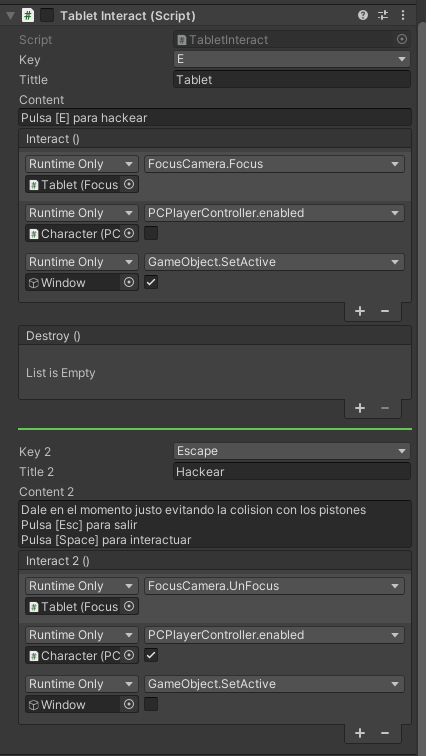 Tablet Interact (Script)
Script
TabletInteract
Key
E
Tittle
Tablet
Content
Pulsa [E] para hackear
Interact ()
Runtime Only
FocusCamera.Focus
Tablet (Focus
Runtime Only
PCPlayerController.enabled
Character (PC
Runtime Only
GameObject.SetActive
Window
Destroy ()
List is Empty
Key 2
Escape
Title 2
Hackear
Content 2
Dale en el momento justo evitando la colision con los pistones
Pulsa [Esc] para salir
Pulsa [Space] para interactuar
Interact 2 ()
Runtime Only
FocusCamera.UnFocus
Tablet (Focus
Runtime Only
PCPlayerController.enabled
Character (PC
Runtime Only
GameObject.SetActive
Window